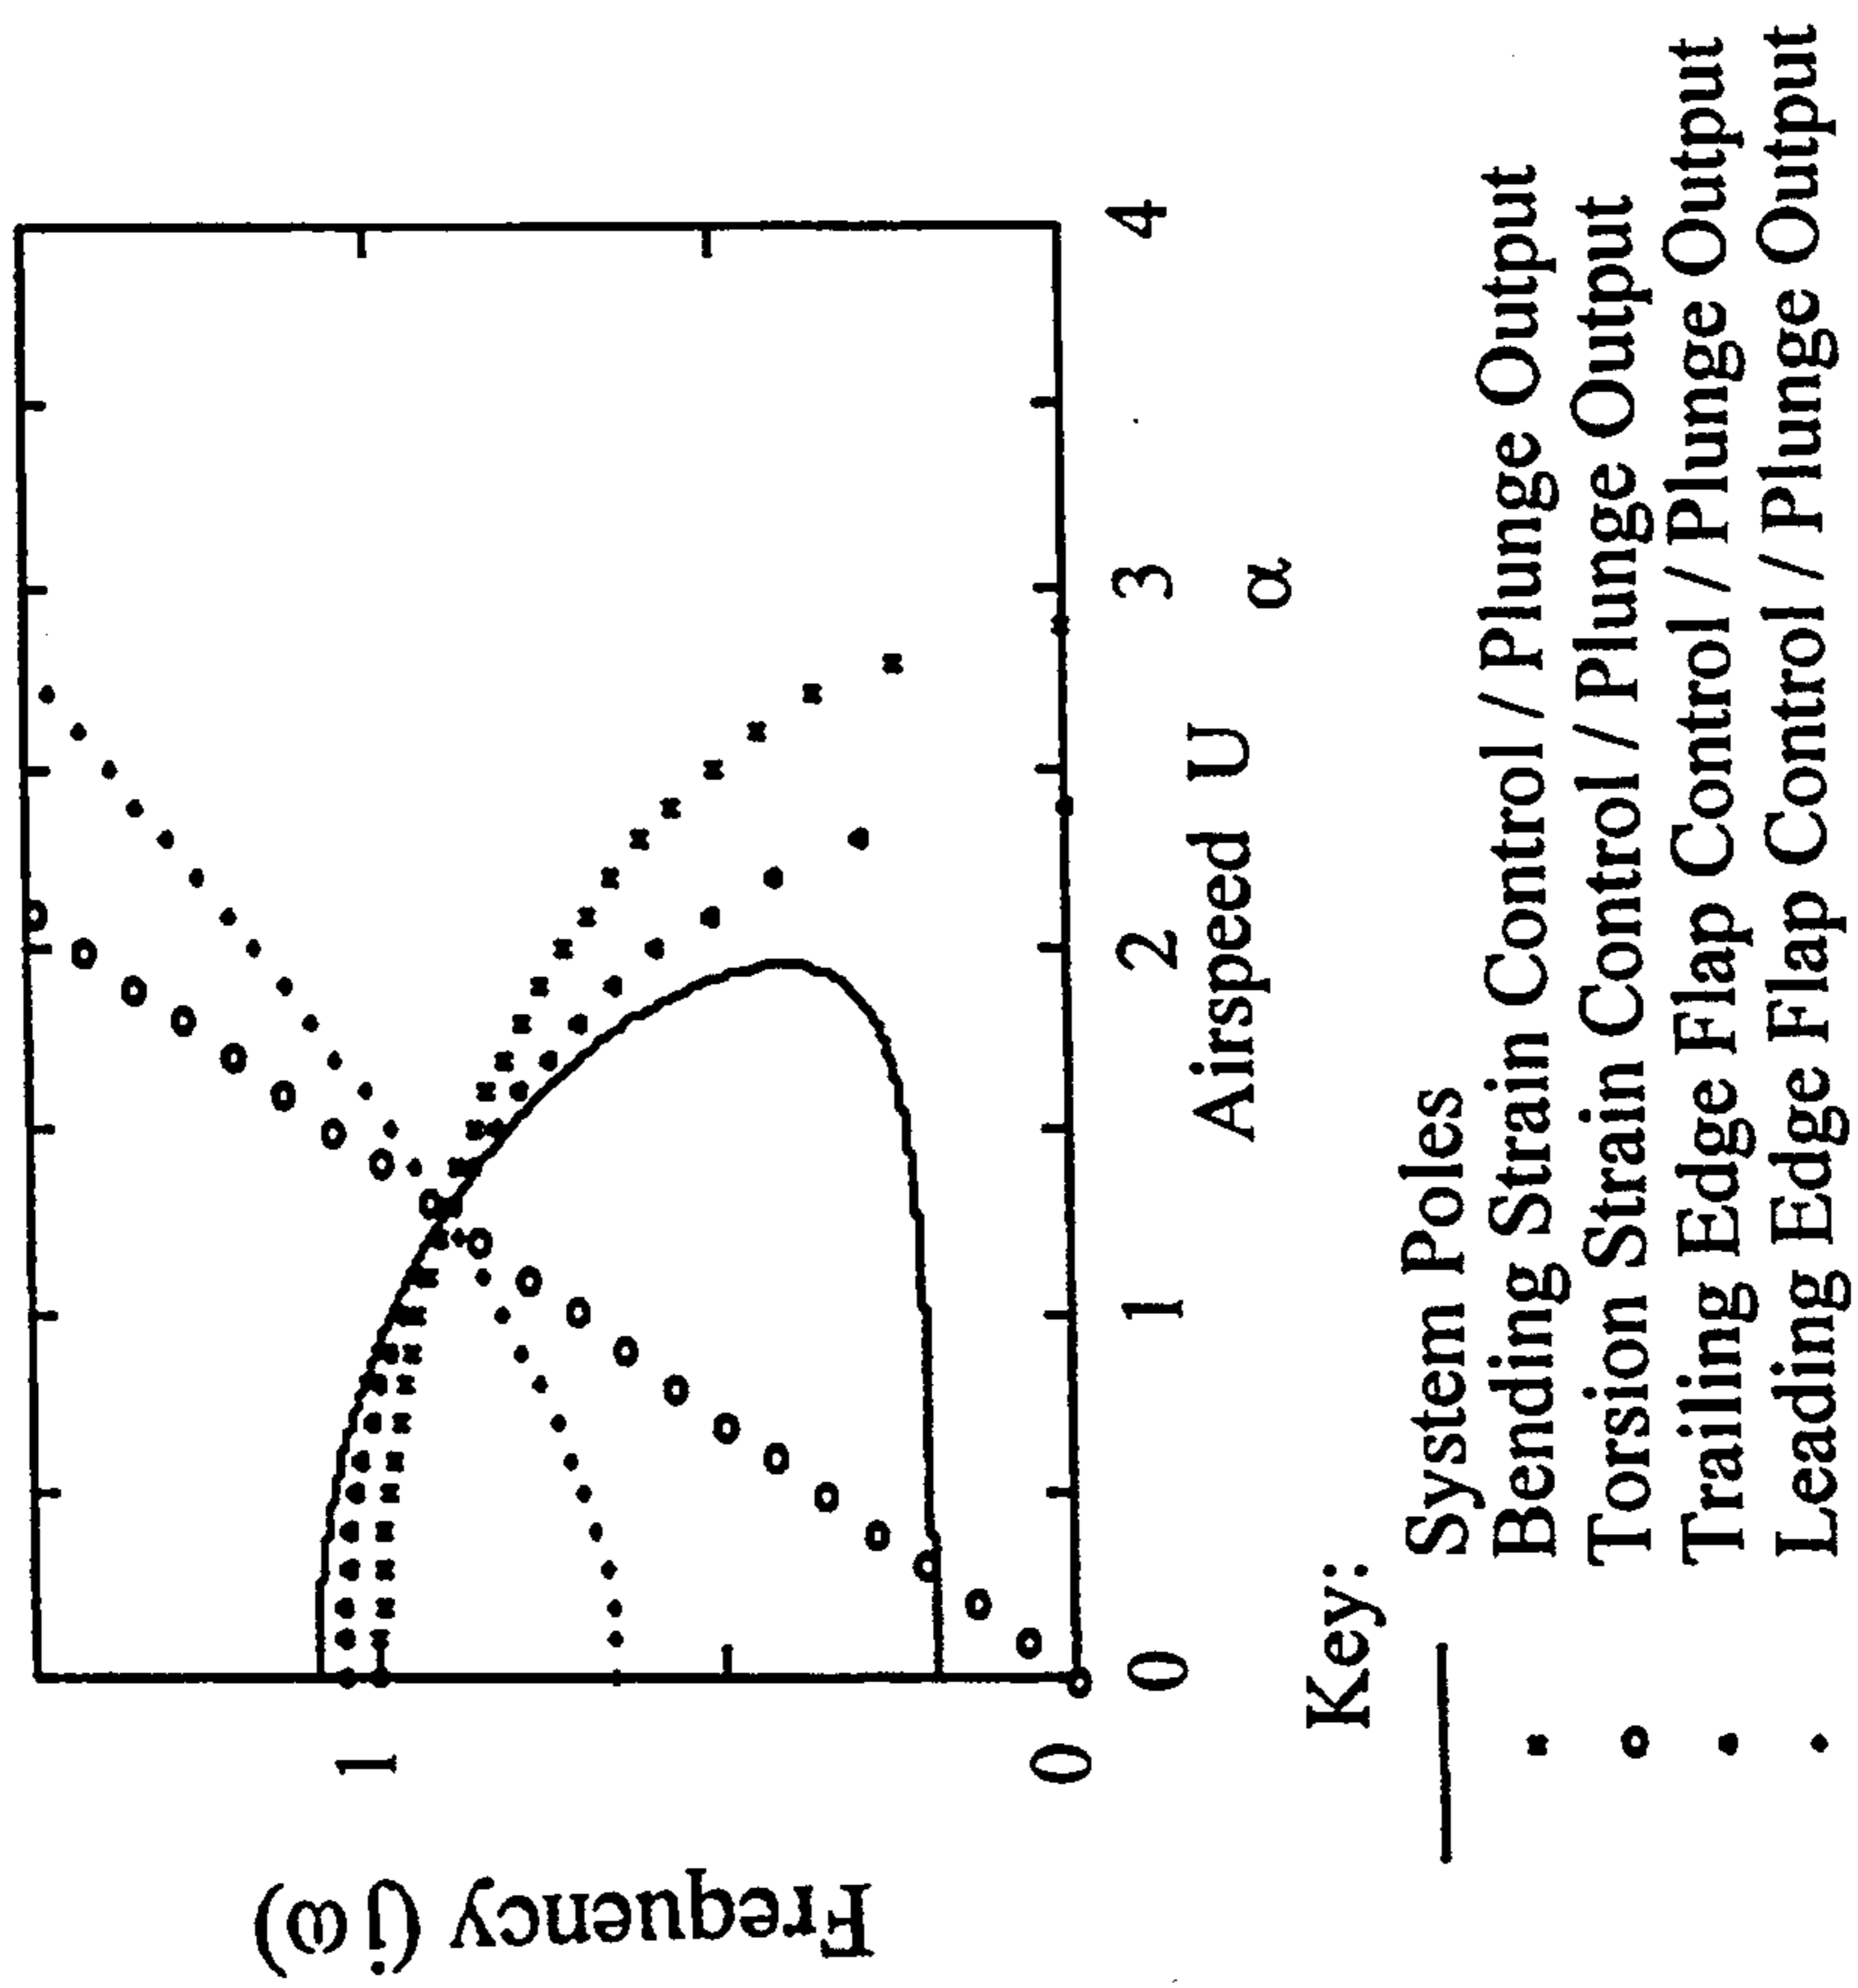 Frequency (jω)
1
0
0 1 2 3 4
Airspeed U
α
Key:
System Poles
Bending Strain Control / Plunge Output
Torsion Strain Control / Plunge Output
Trailing Edge Flap Control / Plunge Output
Leading Edge Flap Control / Plunge Output